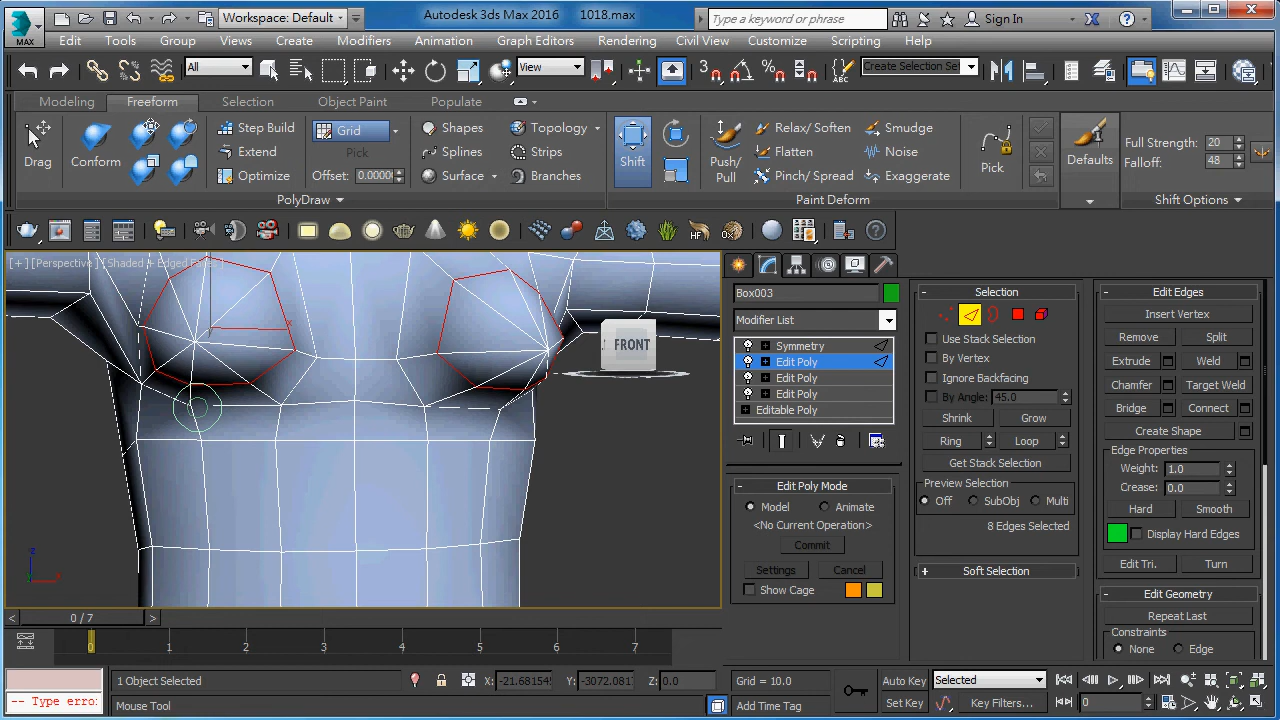 Workspace: Default
Autodesk 3ds Max 2016 1018.max
Type a keyword or phrase
Sign In
MAX
Edit Tools Group Views Create Modifiers Animation Graph Editors Rendering Civil View Customize Scripting Help
All
View
Create Selection Se
Modeling Freeform Selection Object Paint Populate
Drag
Conform
Step Build
Extend
Optimize
Grid
Pick
Offset: 0.0000
Shapes
Splines
Surface
Topology
Strips
Branches
Shift
Push/
Pull
Relax/ Soften
Flatten
Pinch/ Spread
Smudge
Noise
Exaggerate
Pick
Defaults
Full Strength: 20
Falloff: 48
PolyDraw
Paint Deform
Shift Options
HF
[+][Perspective][Shaded + Edged Faces]
x
FRONT
z
Box003
Modifier List
Symmetry
Edit Poly
Edit Poly
Edit Poly
Editable Poly
- Edit Poly Mode
Model Animate
<No Current Operation>
Commit
Settings Cancel
Show Cage
- Selection
Use Stack Selection
By Vertex
Ignore Backfacing
By Angle: 45.0
Shrink Grow
Ring Loop
Get Stack Selection
Preview Selection
Off SubObj Multi
8 Edges Selected
+ Soft Selection
- Edit Edges
Insert Vertex
Remove Split
Extrude Weld
Chamfer Target Weld
Bridge Connect
Create Shape
Edge Properties
Weight: 1.0
Crease: 0.0
Hard Smooth
Display Hard Edges
Edit Tri. Turn
- Edit Geometry
Repeat Last
Constraints
None Edge
< 0 / 7 >
0 1 2 3 4 5 6 7
-- Type erro:
1 Object Selected
X: -21.68154
Y: -3072.081
Z: 0.0
Grid = 10.0
Mouse Tool
Add Time Tag
Auto Key Selected
Set Key Key Filters...
0